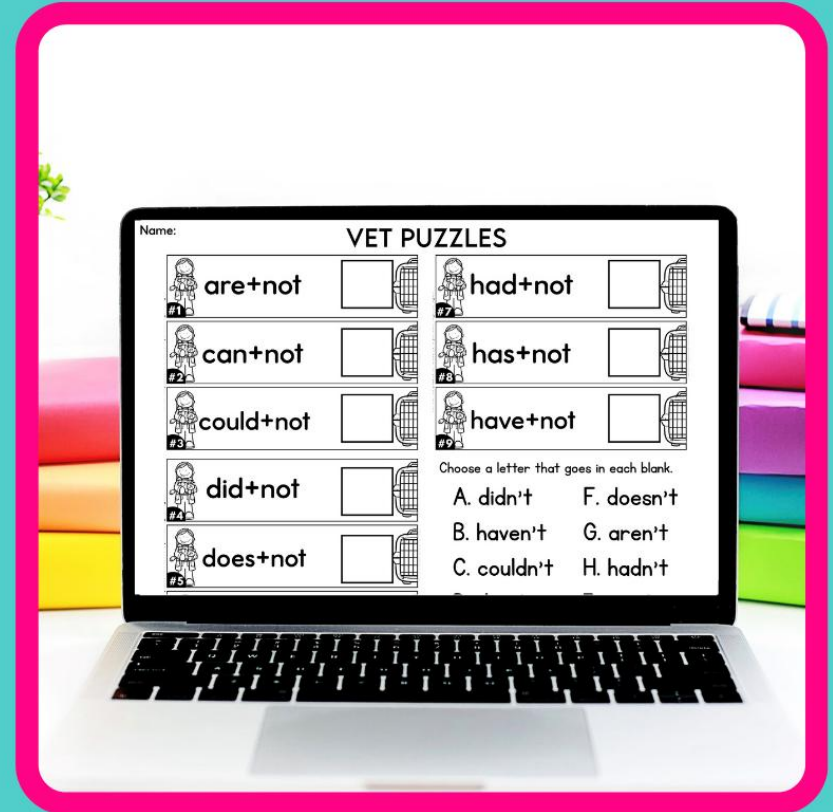 Name:
VET PUZZLES
are+not
#1
can+not
#2
could+not
#3
did+not
#4
does+not
#5
had+not
#7
has+not
#8
have+not
#9
Choose a letter that goes in each blank.
A. didn't
B. haven't
C. couldn't
F. doesn't
G. aren't
H. hadn't